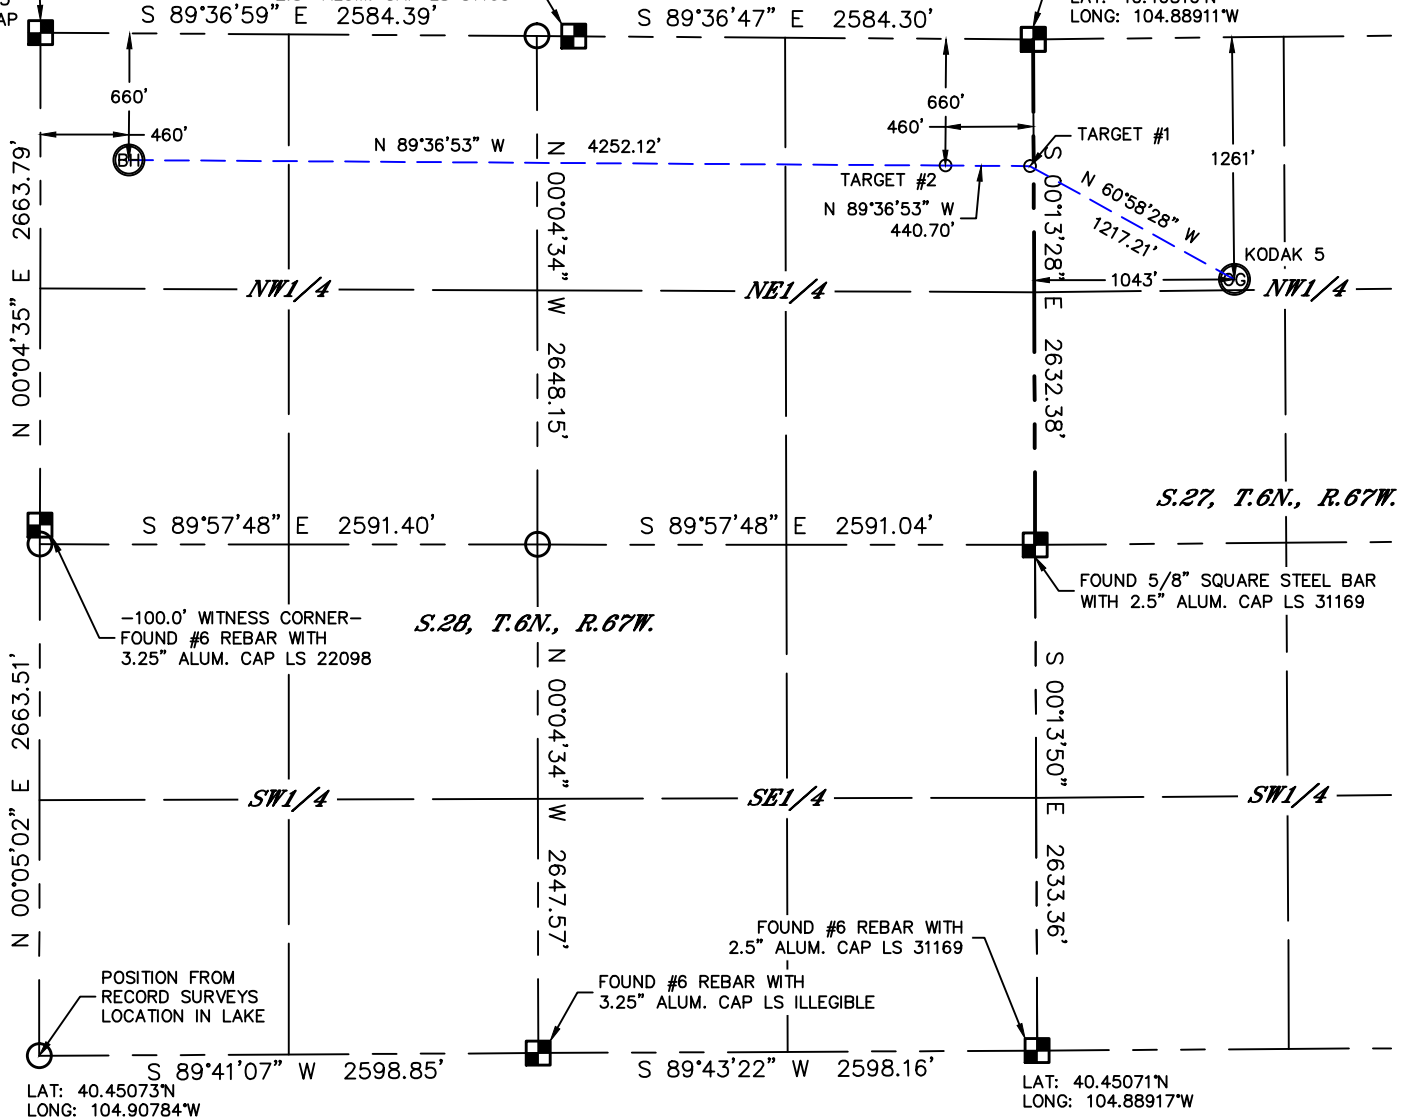 AP
S 89°36'59" E 2584.39'
S 89°36'47" E 2584.30'
LONG: 104.88911°W
660'
460'
N 89°36'53" W 4252.12'
660'
460'
TARGET #1
TARGET #2
N 89°36'53" W
440.70'
N 60°58'28" W
1217.21'
1261'
KODAK 5
1043'
BH
OG
N 00°04'35" E 2663.79'
N 00°04'34" W 2648.15'
S 00°13'28" E 2632.38'
NW1/4
NE1/4
NW1/4
S.27, T.6N., R.67W.
S 89°57'48" E 2591.40'
S 89°57'48" E 2591.04'
FOUND 5/8" SQUARE STEEL BAR
WITH 2.5" ALUM. CAP LS 31169
-100.0' WITNESS CORNER-
FOUND #6 REBAR WITH
3.25" ALUM. CAP LS 22098
S.28, T.6N., R.67W.
N 00°05'02" E 2663.51'
N 00°04'34" W 2647.57'
S 00°13'50" E 2633.36'
SW1/4
SE1/4
SW1/4
FOUND #6 REBAR WITH
2.5" ALUM. CAP LS 31169
POSITION FROM
RECORD SURVEYS
LOCATION IN LAKE
FOUND #6 REBAR WITH
3.25" ALUM. CAP LS ILLEGIBLE
S 89°41'07" W 2598.85'
S 89°43'22" W 2598.16'
LAT: 40.45073°N
LONG: 104.90784°W
LAT: 40.45071°N
LONG: 104.88917°W